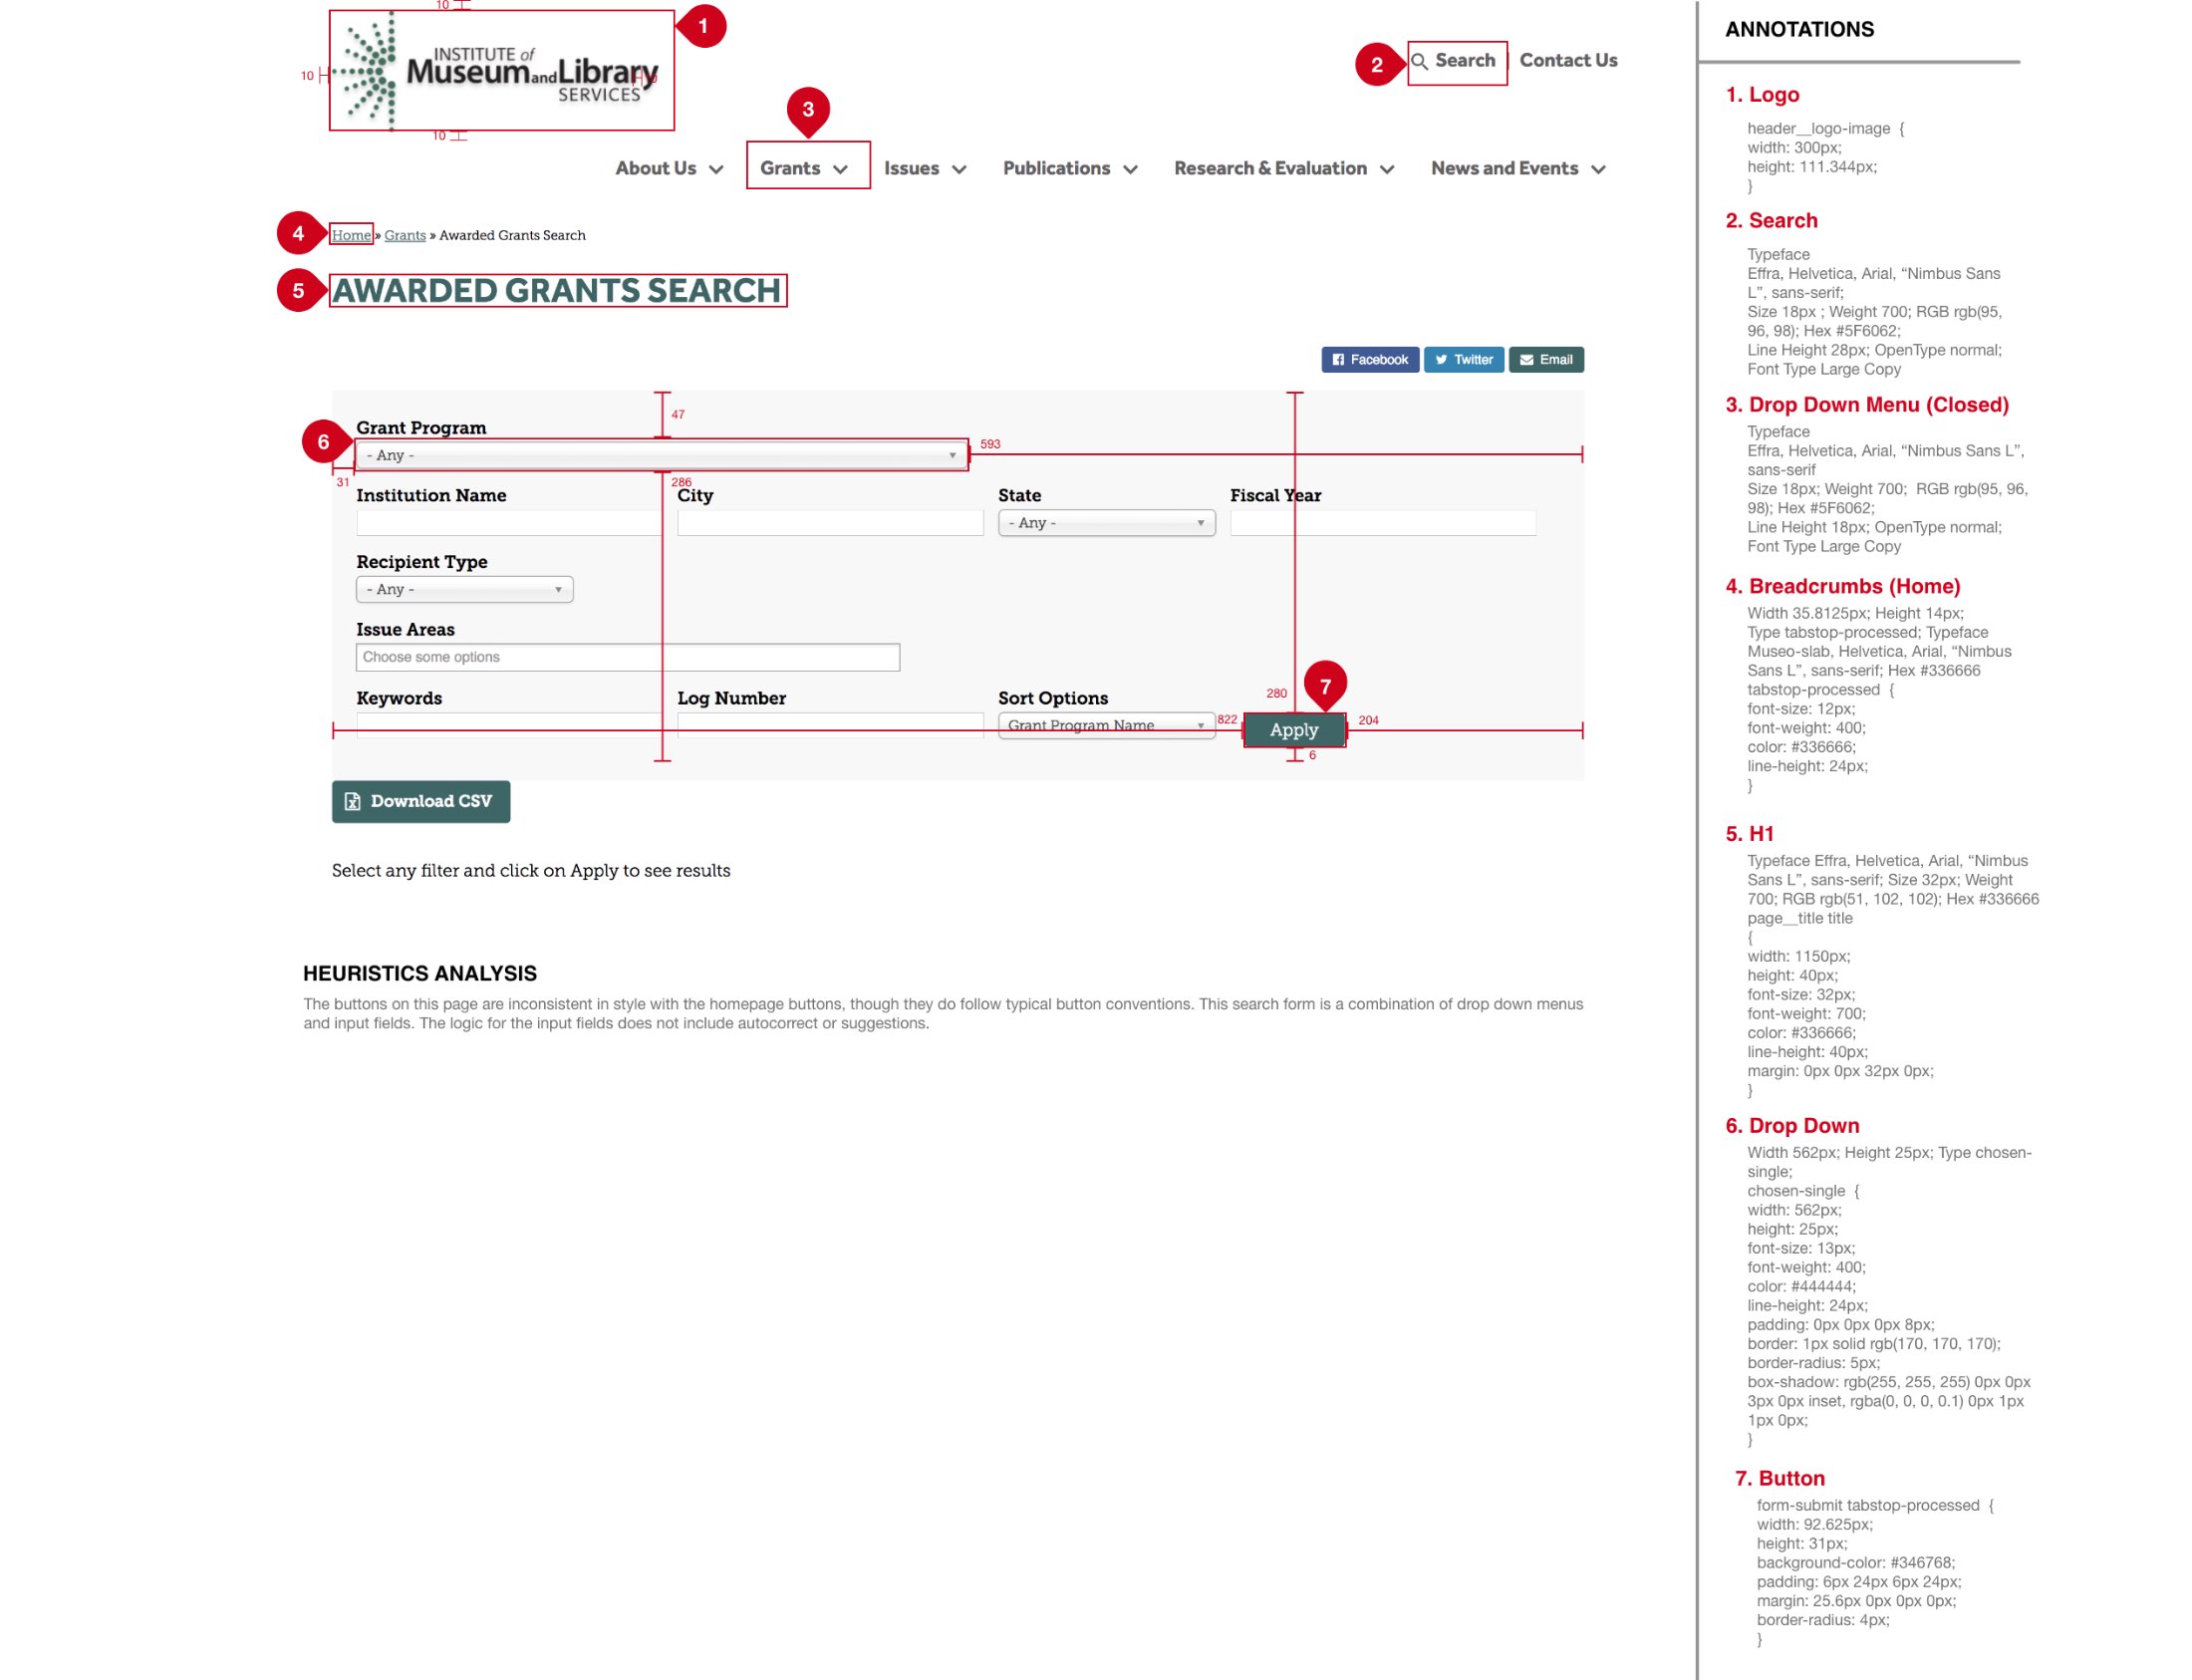 10
1
INSTITUTE of
Museum and Library
SERVICES
10
10
10
2
Search
Contact Us
3
About Us
Grants
Issues
Publications
Research & Evaluation
News and Events
4
Home » Grants » Awarded Grants Search
5
AWARDED GRANTS SEARCH
Facebook
Twitter
Email
47
Grant Program
6
- Any -
593
31
286
Institution Name
City
State
Fiscal Year
- Any -
Recipient Type
- Any -
Issue Areas
Choose some options
Keywords
Log Number
Sort Options
280
7
Grant Program Name
822
Apply
204
6
Download CSV
Select any filter and click on Apply to see results
HEURISTICS ANALYSIS
The buttons on this page are inconsistent in style with the homepage buttons, though they do follow typical button conventions. This search form is a combination of drop down menus
and input fields. The logic for the input fields does not include autocorrect or suggestions.
ANNOTATIONS
1. Logo
header__logo-image {
width: 300px;
height: 111.344px;
}
2. Search
Typeface
Effra, Helvetica, Arial, “Nimbus Sans
L”, sans-serif;
Size 18px ; Weight 700; RGB rgb(95,
96, 98); Hex #5F6062;
Line Height 28px; OpenType normal;
Font Type Large Copy
3. Drop Down Menu (Closed)
Typeface
Effra, Helvetica, Arial, “Nimbus Sans L”,
sans-serif
Size 18px; Weight 700; RGB rgb(95, 96,
98); Hex #5F6062;
Line Height 18px; OpenType normal;
Font Type Large Copy
4. Breadcrumbs (Home)
Width 35.8125px; Height 14px;
Type tabstop-processed; Typeface
Museo-slab, Helvetica, Arial, “Nimbus
Sans L”, sans-serif; Hex #336666
tabstop-processed {
font-size: 12px;
font-weight: 400;
color: #336666;
line-height: 24px;
}
5. H1
Typeface Effra, Helvetica, Arial, “Nimbus
Sans L”, sans-serif; Size 32px; Weight
700; RGB rgb(51, 102, 102); Hex #336666
page__title title
{
width: 1150px;
height: 40px;
font-size: 32px;
font-weight: 700;
color: #336666;
line-height: 40px;
margin: 0px 0px 32px 0px;
}
6. Drop Down
Width 562px; Height 25px; Type chosen-
single;
chosen-single {
width: 562px;
height: 25px;
font-size: 13px;
font-weight: 400;
color: #444444;
line-height: 24px;
padding: 0px 0px 0px 8px;
border: 1px solid rgb(170, 170, 170);
border-radius: 5px;
box-shadow: rgb(255, 255, 255) 0px 0px
3px 0px inset, rgba(0, 0, 0, 0.1) 0px 1px
1px 0px;
}
7. Button
form-submit tabstop-processed {
width: 92.625px;
height: 31px;
background-color: #346768;
padding: 6px 24px 6px 24px;
margin: 25.6px 0px 0px 0px;
border-radius: 4px;
}